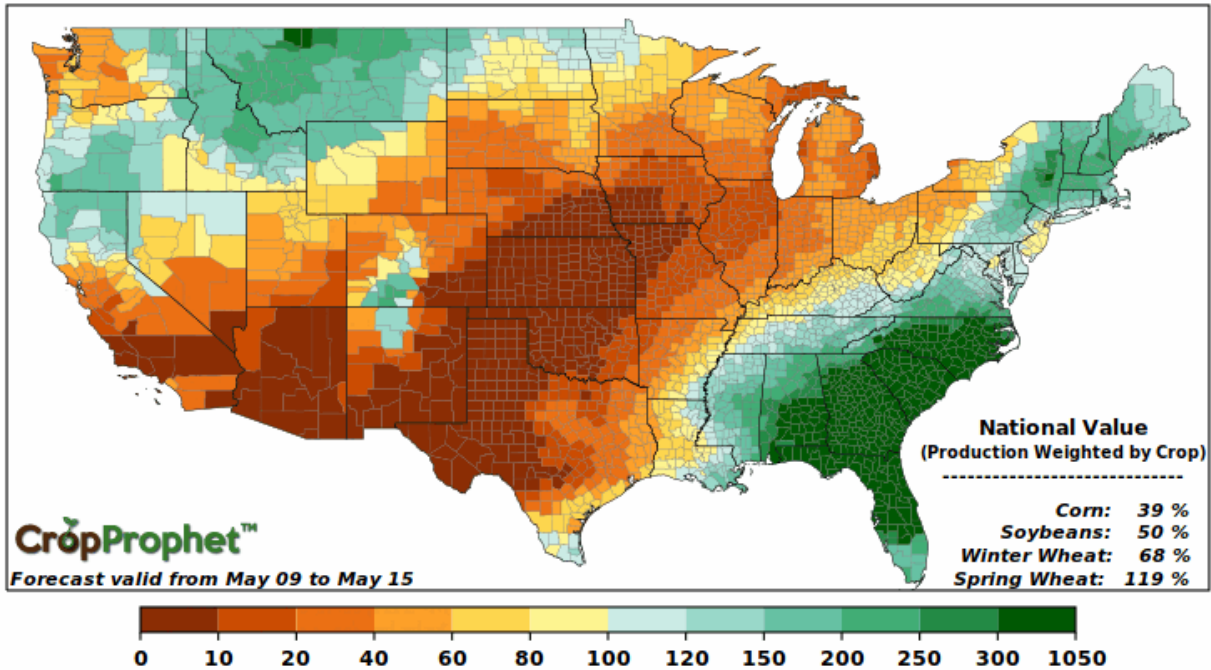 National Value
(Production Weighted by Crop)
------------------------------
Corn: 39 %
Soybeans: 50 %
Winter Wheat: 68 %
Spring Wheat: 119 %
CropProphet™
Forecast valid from May 09 to May 15
0 10 20 40 60 80 100 120 150 200 250 300 1050